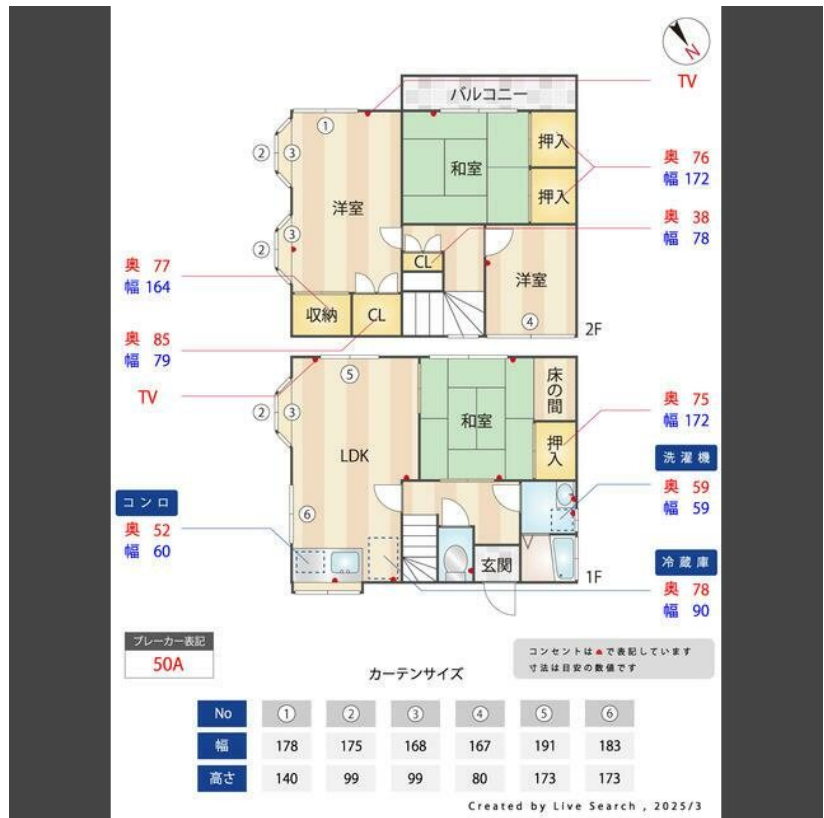 N
TV
バルコニー
①
押入
②
③
奥 76
和室
幅 172
洋室
押入
奥 38
③
幅 78
②
CL
奥 77
洋室
幅 164
収納
CL
④
2F
奥 85
幅 79
⑤
床の間
TV
②
③
奥 75
和室
幅 172
押入
LDK
洗濯機
奥 59
コンロ
⑥
幅 59
奥 52
幅 60
冷蔵庫
玄関
1F
奥 78
幅 90
ブレーカー表記
50A
コンセントは で表記しています
寸法は目安の数値です
カーテンサイズ
No ① ② ③ ④ ⑤ ⑥
幅 178 175 168 167 191 183
高さ 140 99 99 80 173 173
Created by Live Search , 2025/3